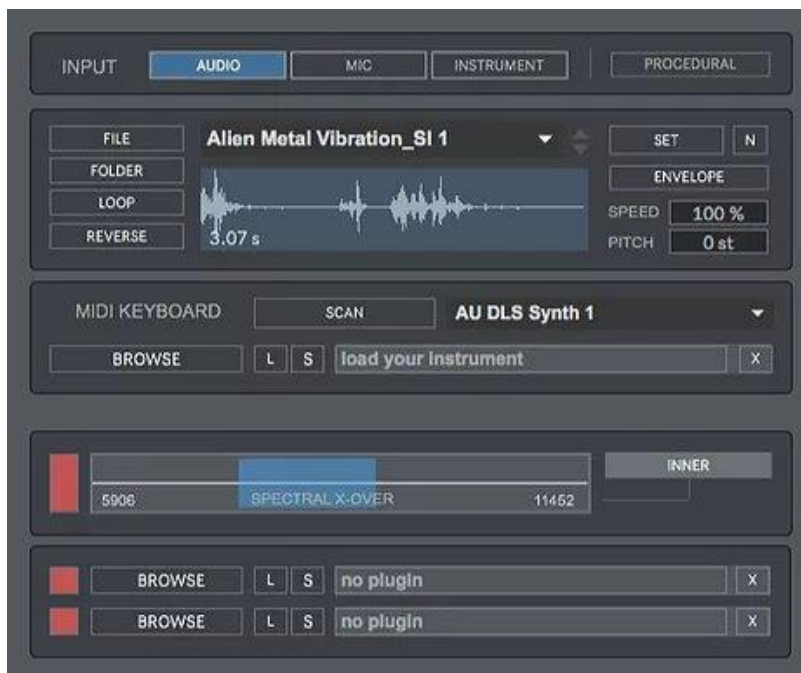 INPUT AUDIO MIC INSTRUMENT PROCEDURAL
FILE Alien Metal Vibration_SI 1 SET N
FOLDER ENVELOPE
LOOP SPEED 100 %
REVERSE 3.07 s PITCH 0 st
MIDI KEYBOARD SCAN AU DLS Synth 1
BROWSE L S load your instrument X
INNER
5906 SPECTRAL X-OVER 11452
BROWSE L S no plugin X
BROWSE L S no plugin X